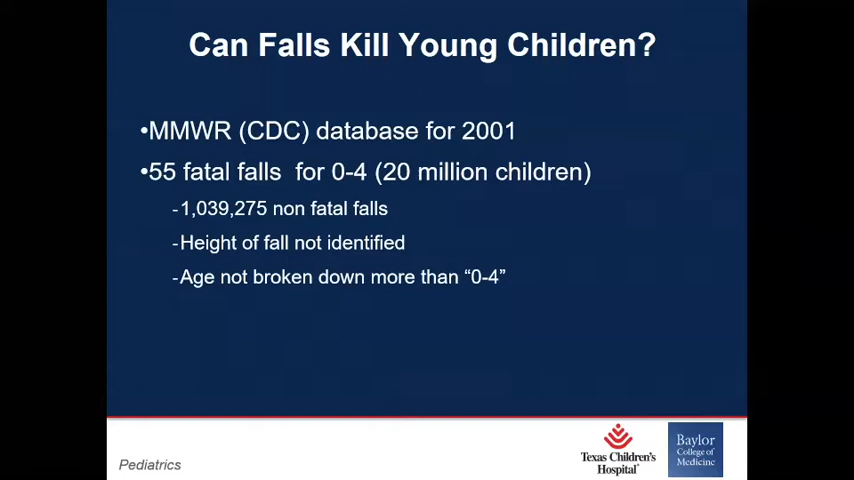 Can Falls Kill Young Children?
•MMWR (CDC) database for 2001
•55 fatal falls  for 0-4 (20 million children)
-1,039,275 non fatal falls
-Height of fall not identified
-Age not broken down more than “0-4”
Pediatrics
Texas Children's
Hospital®
Baylor
College of
Medicine